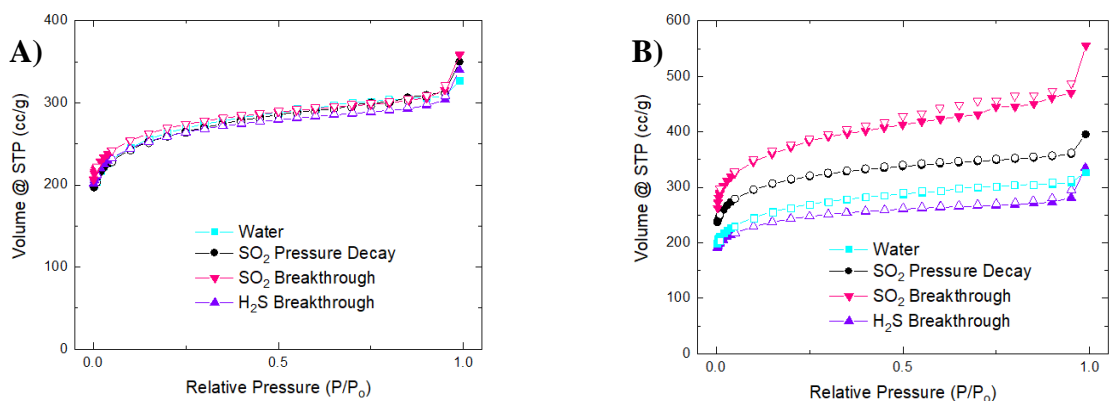 A)
400
300
200
100
0
Volume @ STP (cc/g)
Water
SO₂ Pressure Decay
SO₂ Breakthrough
H₂S Breakthrough
0.0 0.5 1.0
Relative Pressure (P/Pₒ)
B)
600
500
400
300
200
100
0
Volume @ STP (cc/g)
Water
SO₂ Pressure Decay
SO₂ Breakthrough
H₂S Breakthrough
0.0 0.5 1.0
Relative Pressure (P/Pₒ)